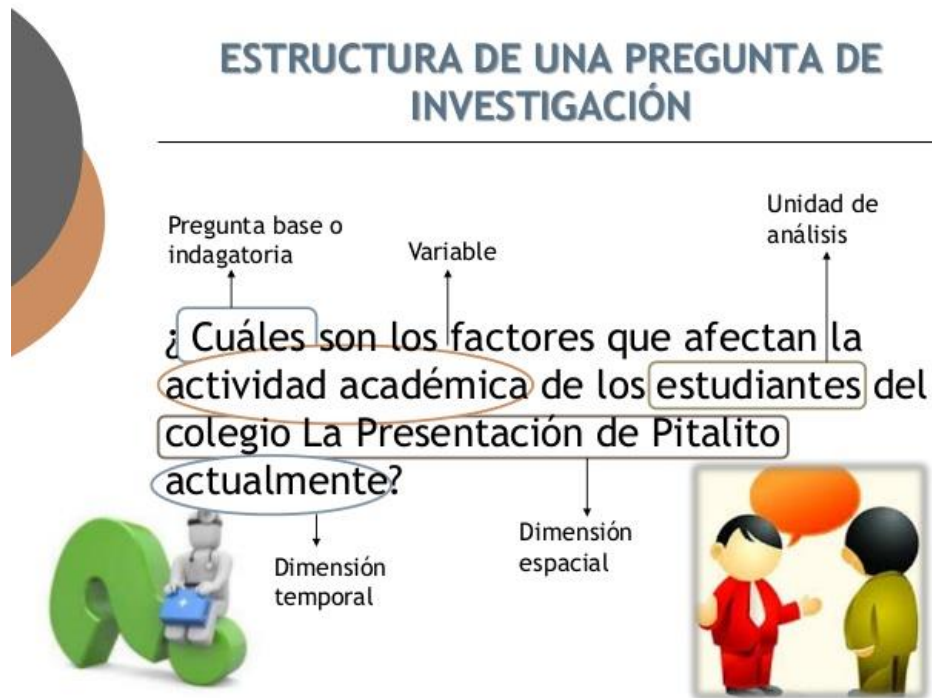 ESTRUCTURA DE UNA PREGUNTA DE
INVESTIGACIÓN
Pregunta base o
indagatoria
Variable
Unidad de
análisis
¿ Cuáles son los factores que afectan la
actividad académica de los estudiantes del
colegio La Presentación de Pitalito
actualmente?
Dimensión
temporal
Dimensión
espacial